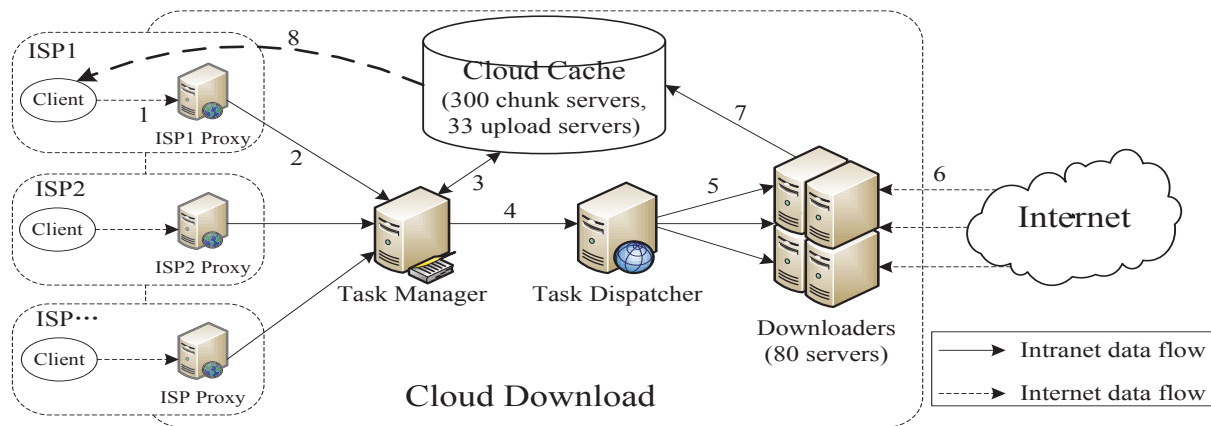 ISP1
Client
1
ISP1 Proxy
8
Cloud Cache
(300 chunk servers,
33 upload servers)
2
3
7
ISP2
Client
ISP2 Proxy
Task Manager
4
Task Dispatcher
5
6
Internet
Downloaders
(80 servers)
ISP···
Client
ISP Proxy
Cloud Download
Intranet data flow
Internet data flow